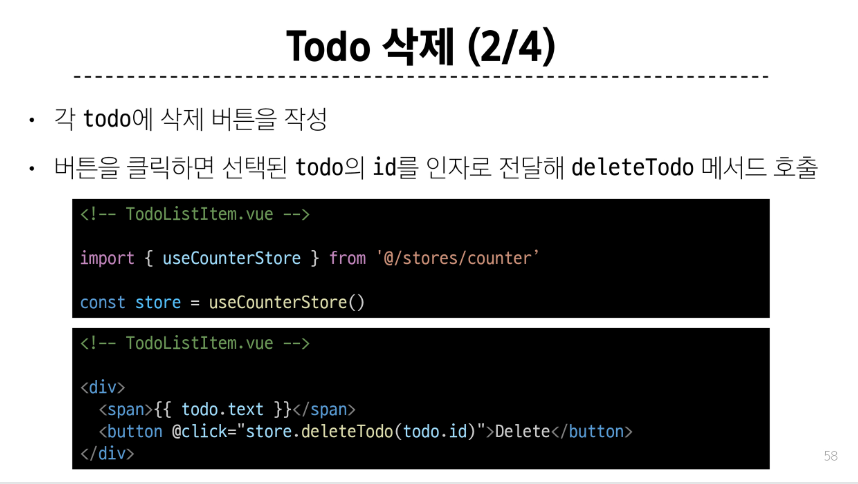 Todo 삭제 (2/4)
• 각 todo에 삭제 버튼을 작성
• 버튼을 클릭하면 선택된 todo의 id를 인자로 전달해 deleteTodo 메서드 호출
<!-- TodoListItem.vue -->
import { useCounterStore } from '@/stores/counter’
const store = useCounterStore()
<!-- TodoListItem.vue -->
<div>
  <span>{{ todo.text }}</span>
  <button @click="store.deleteTodo(todo.id)">Delete</button>
</div>
58